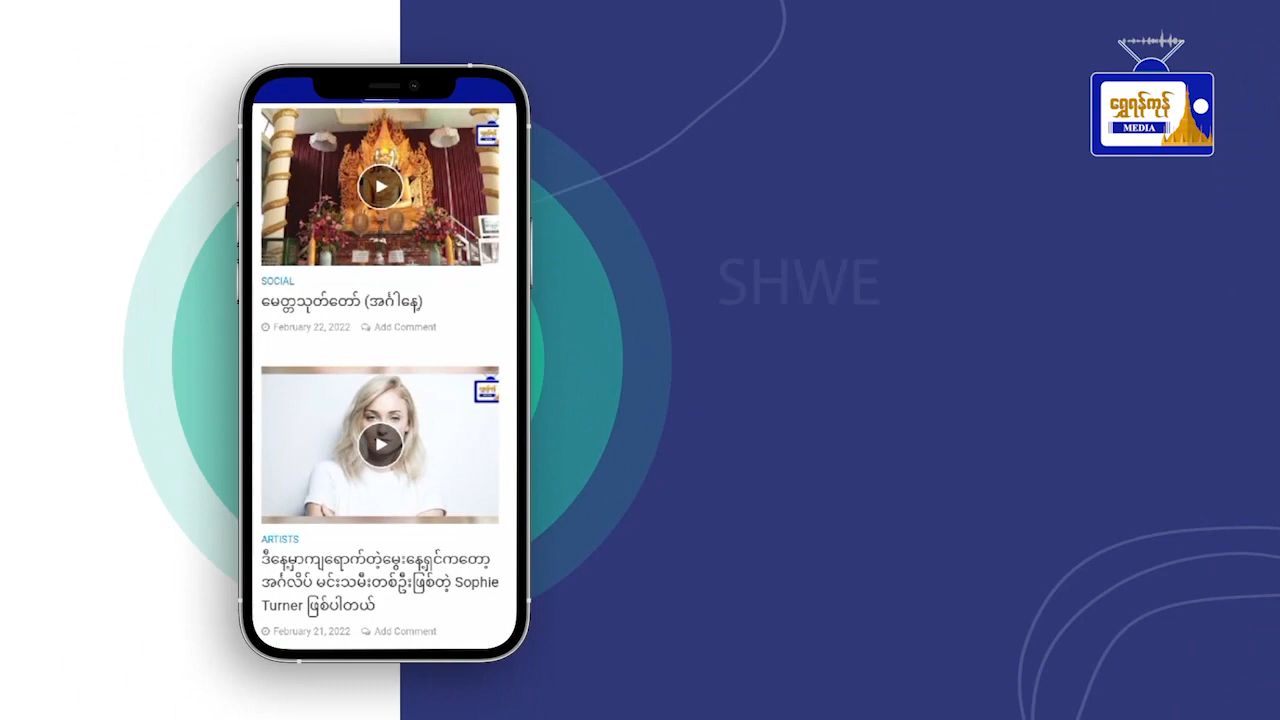 SOCIAL
မေတ္တသုတ်တော် (အင်္ဂါနေ့)
February 22, 2022 Add Comment
ARTISTS
ဒီနေ့မှာကျရောက်တဲ့မွေးနေ့ရှင်ကတော့
အင်္ဂလိပ် မင်းသမီးတစ်ဦးဖြစ်တဲ့ Sophie
Turner ဖြစ်ပါတယ်
February 21, 2022 Add Comment
SHWE
ရွှေရန်ကုန်
MEDIA